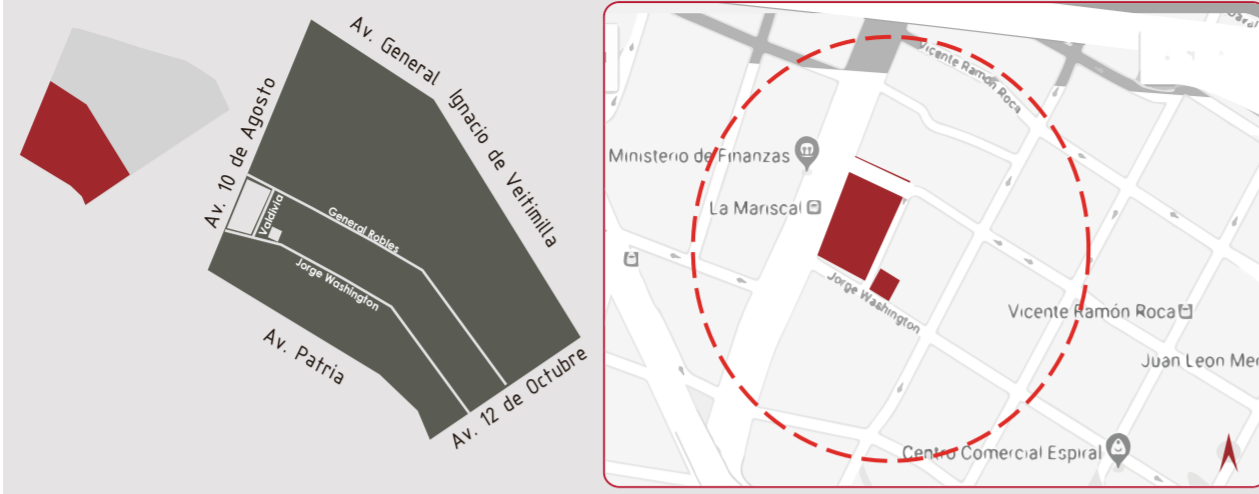 Av. General Ignacio de Veitimilla
Av. 10 de Agosto
Valdivia
General Robles
Jorge Washington
Av. Patria
Av. 12 de Octubre
Vicente Ramón Roca
Ministerio de Finanzas
La Mariscal
Jorge Washington
Vicente Ramón Roca
Juan Leon Me
Centro Comercial Espiral